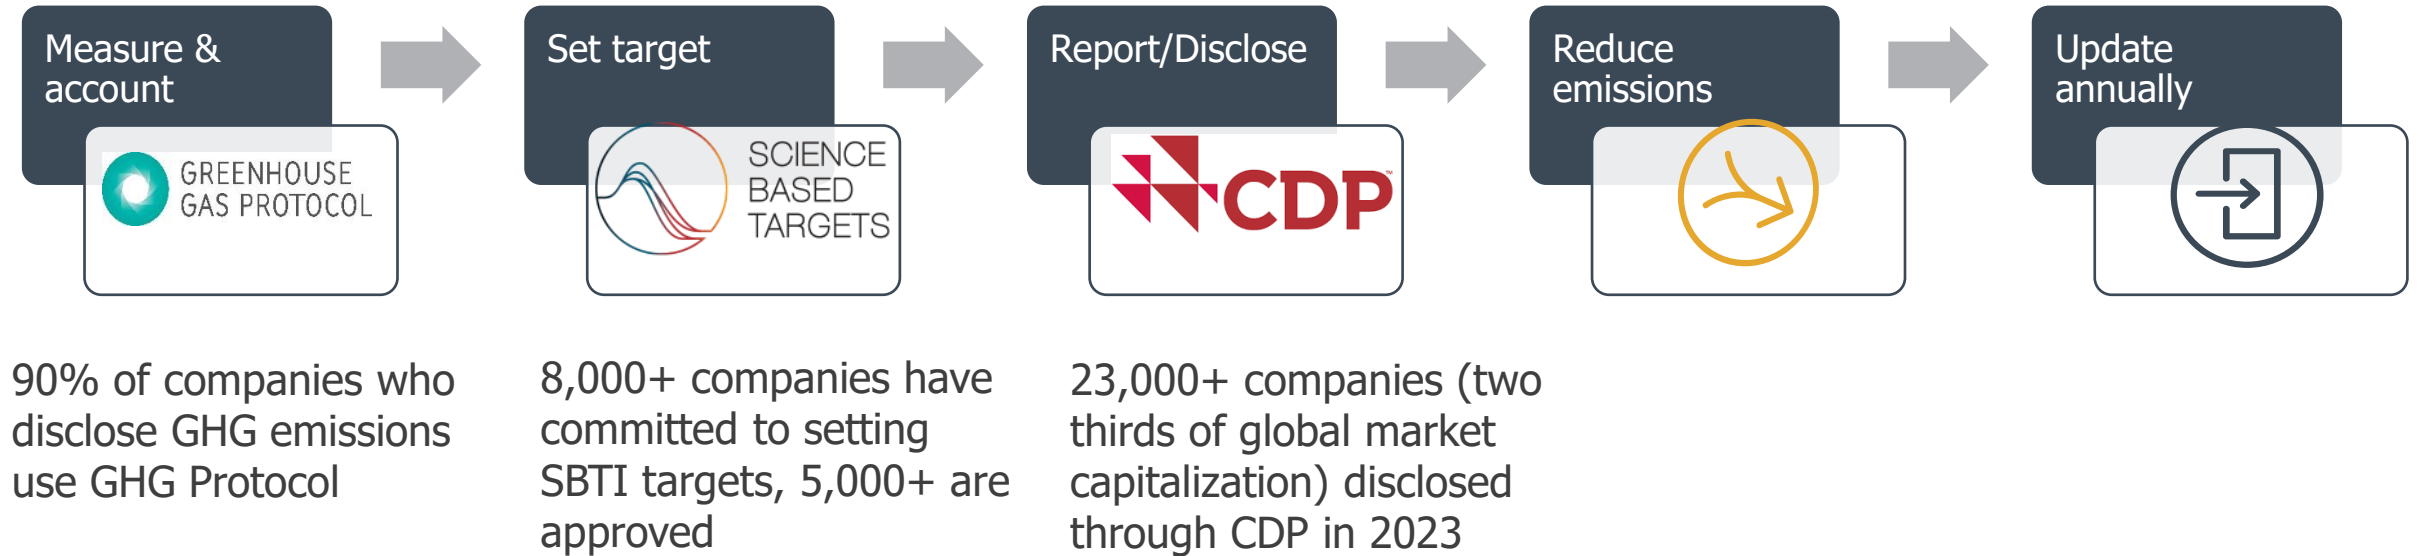 Measure &
account
GREENHOUSE
GAS PROTOCOL
Set target
SCIENCE
BASED
TARGETS
Report/Disclose
CDP™
Reduce
emissions
Update
annually
90% of companies who
disclose GHG emissions
use GHG Protocol
8,000+ companies have
committed to setting
SBTI targets, 5,000+ are
approved
23,000+ companies (two
thirds of global market
capitalization) disclosed
through CDP in 2023